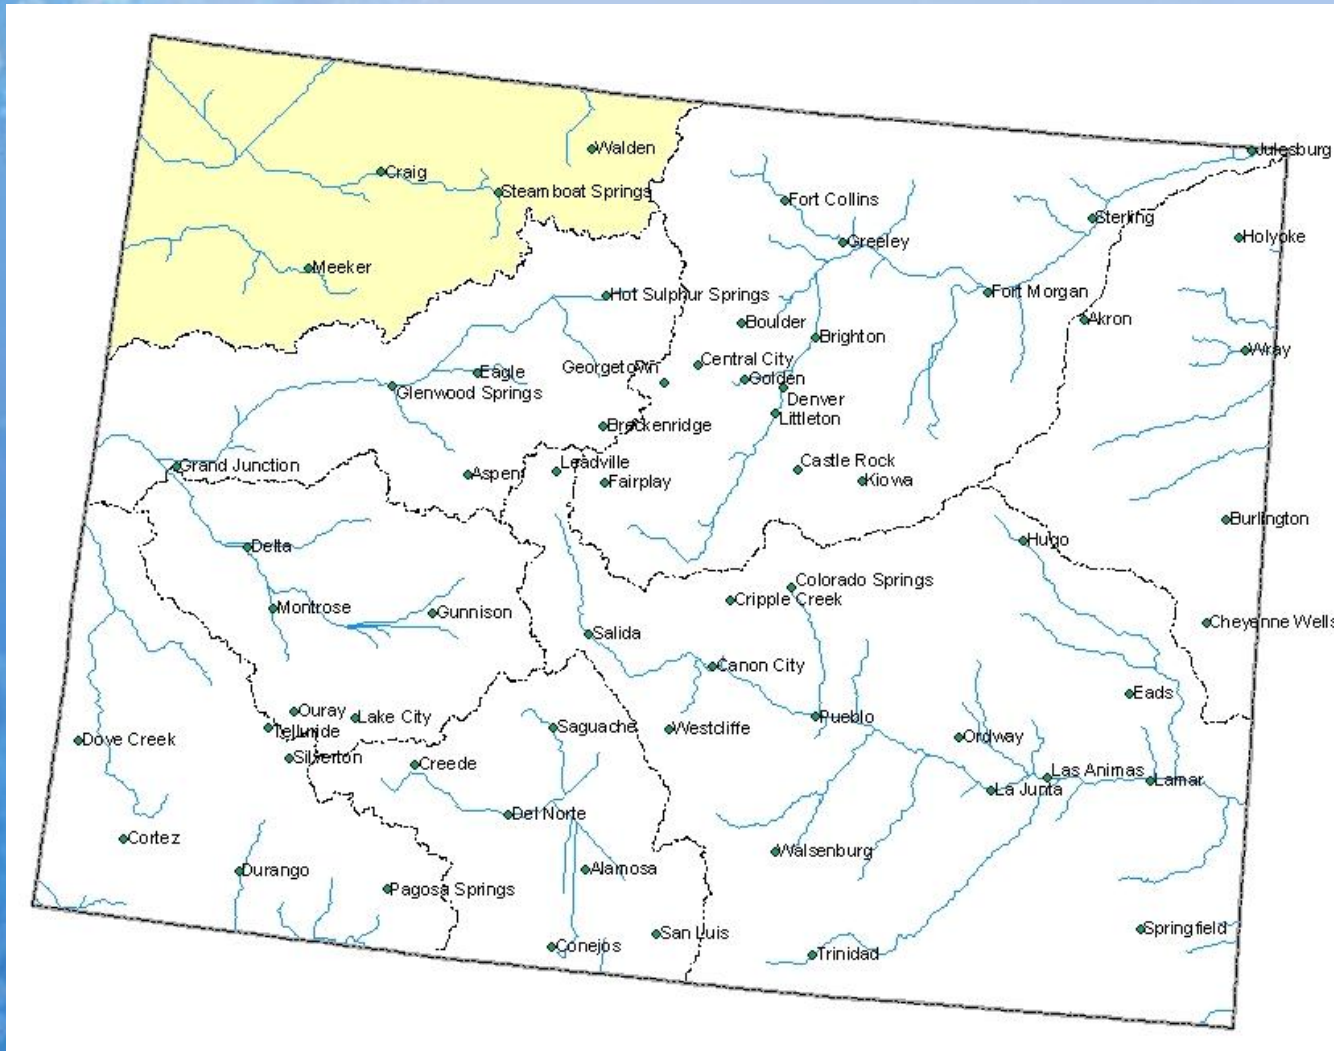 Julesburg
Walden
Craig
Steamboat Springs
Fort Collins
Sterling
Holyoke
Greeley
Meeker
Hot Sulphur Springs
Fort Morgan
Boulder
Akron
Brighton
Wray
Central City
Georgetown
Eagle
Golden
Glenwood Springs
Denver
Littleton
Breckenridge
Leadville
Castle Rock
Grand Junction
Aspen
Fairplay
Kiowa
Burlington
Delta
Hugo
Colorado Springs
Cripple Creek
Montrose
Gunnison
Cheyenne Wells
Salida
Canon City
Eads
Ouray
Lake City
Pueblo
Telluride
Saguache
Westcliffe
Dove Creek
Ordway
Silverton
Creede
Las Animas
Lamar
La Junta
Del Norte
Cortez
Walsenburg
Durango
Alamosa
Pagosa Springs
Springfield
San Luis
Conejos
Trinidad